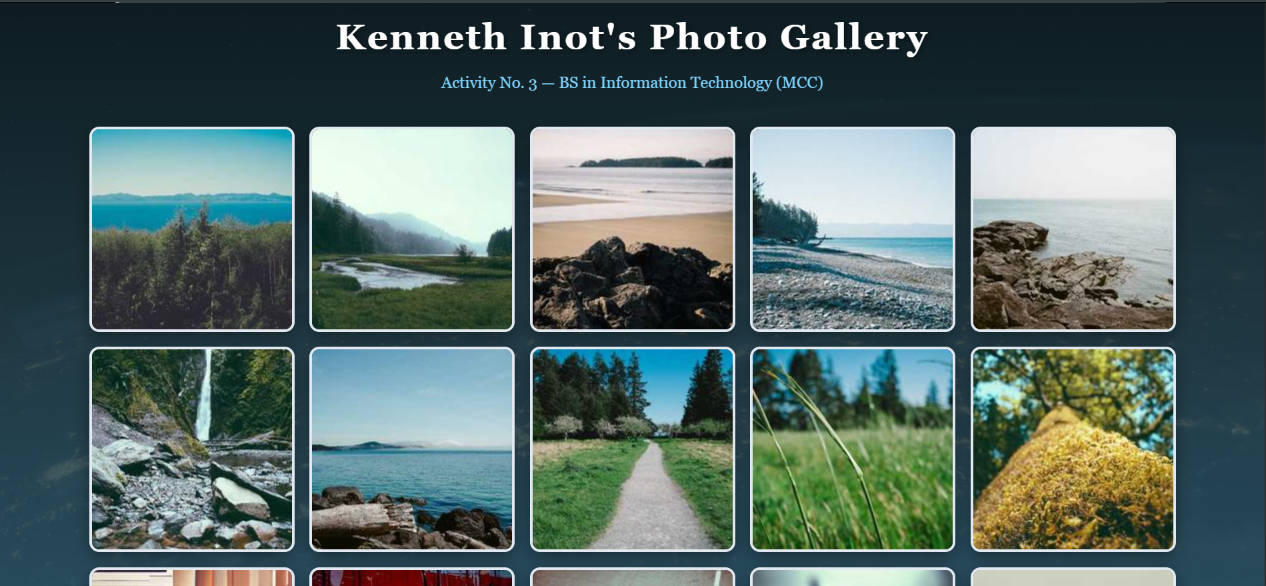 Kenneth Inot's Photo Gallery
Activity No. 3 — BS in Information Technology (MCC)